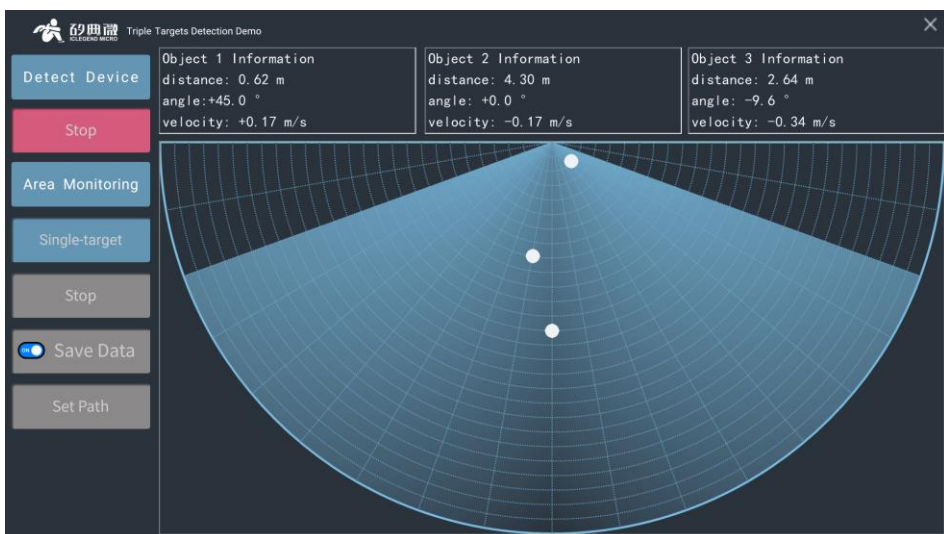 矽典微
ICLEGEND MICRO
Triple Targets Detection Demo
Detect Device
Stop
Area Monitoring
Single-target
Stop
ON
Save Data
Set Path
Object 1 Information
distance: 0.62 m
angle:+45.0 °
velocity: +0.17 m/s
Object 2 Information
distance: 4.30 m
angle: +0.0 °
velocity: -0.17 m/s
Object 3 Information
distance: 2.64 m
angle: -9.6 °
velocity: -0.34 m/s